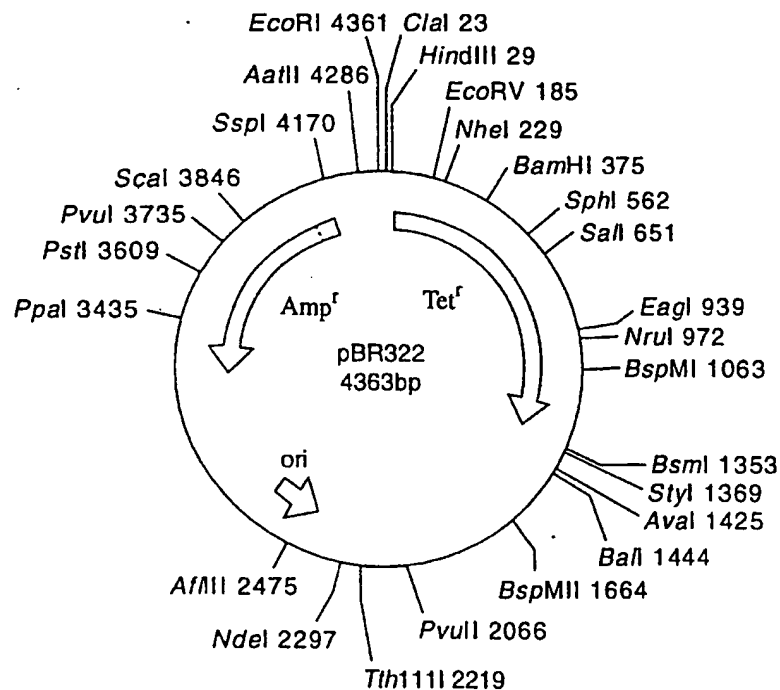 EcoRI 4361
ClaI 23
HindIII 29
AatII 4286
EcoRV 185
SspI 4170
NheI 229
BamHI 375
ScaI 3846
SphI 562
PvuI 3735
SalI 651
PstI 3609
PpaI 3435
Ampʳ
Tetʳ
EagI 939
NruI 972
pBR322
4363bp
BspMI 1063
ori
BsmI 1353
StyI 1369
AvaI 1425
BalI 1444
BspMII 1664
AflIII 2475
PvuII 2066
NdeI 2297
Tth111I 2219